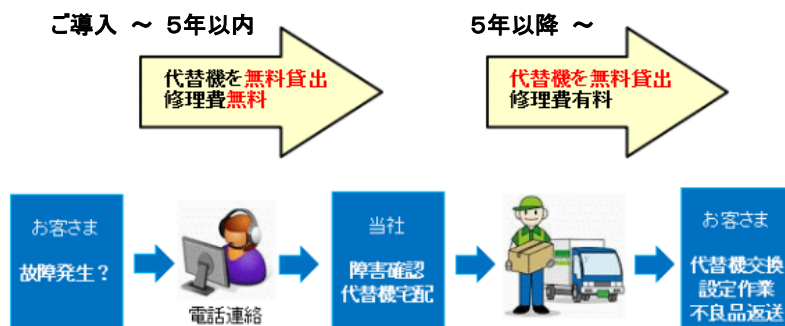 ご導入 ～ 5年以内
5年以降 ～
代替機を無料貸出
修理費無料
代替機を無料貸出
修理費有料
お客さま
故障発生？
電話連絡
当社
障害確認
代替機宅配
お客さま
代替機交換
設定作業
不良品返送